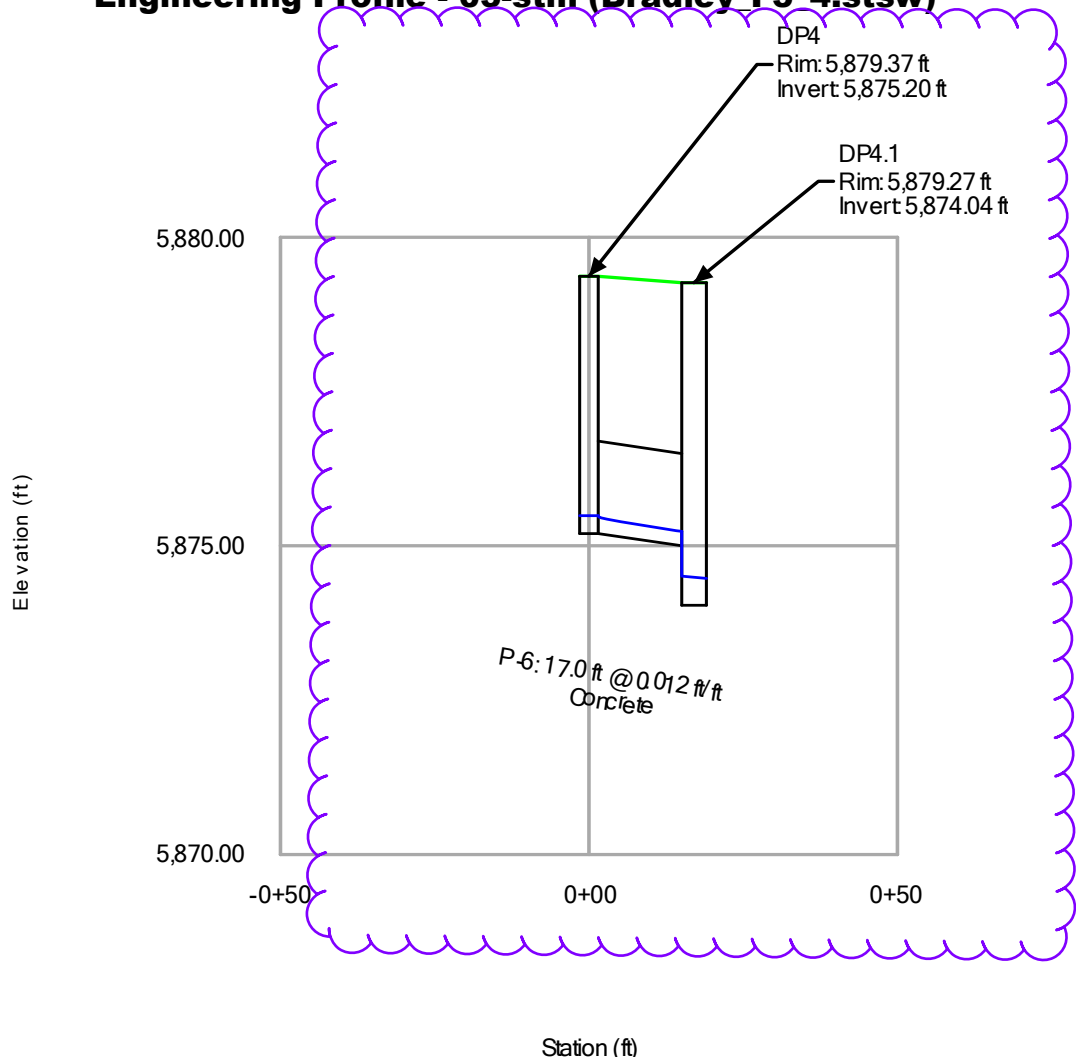 DP4
Rim: 5,879.37 ft
Invert: 5,875.20 ft
DP4.1
Rim: 5,879.27 ft
Invert: 5,874.04 ft
5,880.00
5,875.00
5,870.00
Elevation (ft)
P-6: 17.0 ft @ 0.012 ft/ft
Concrete
-0+50
0+00
0+50
Station (ft)